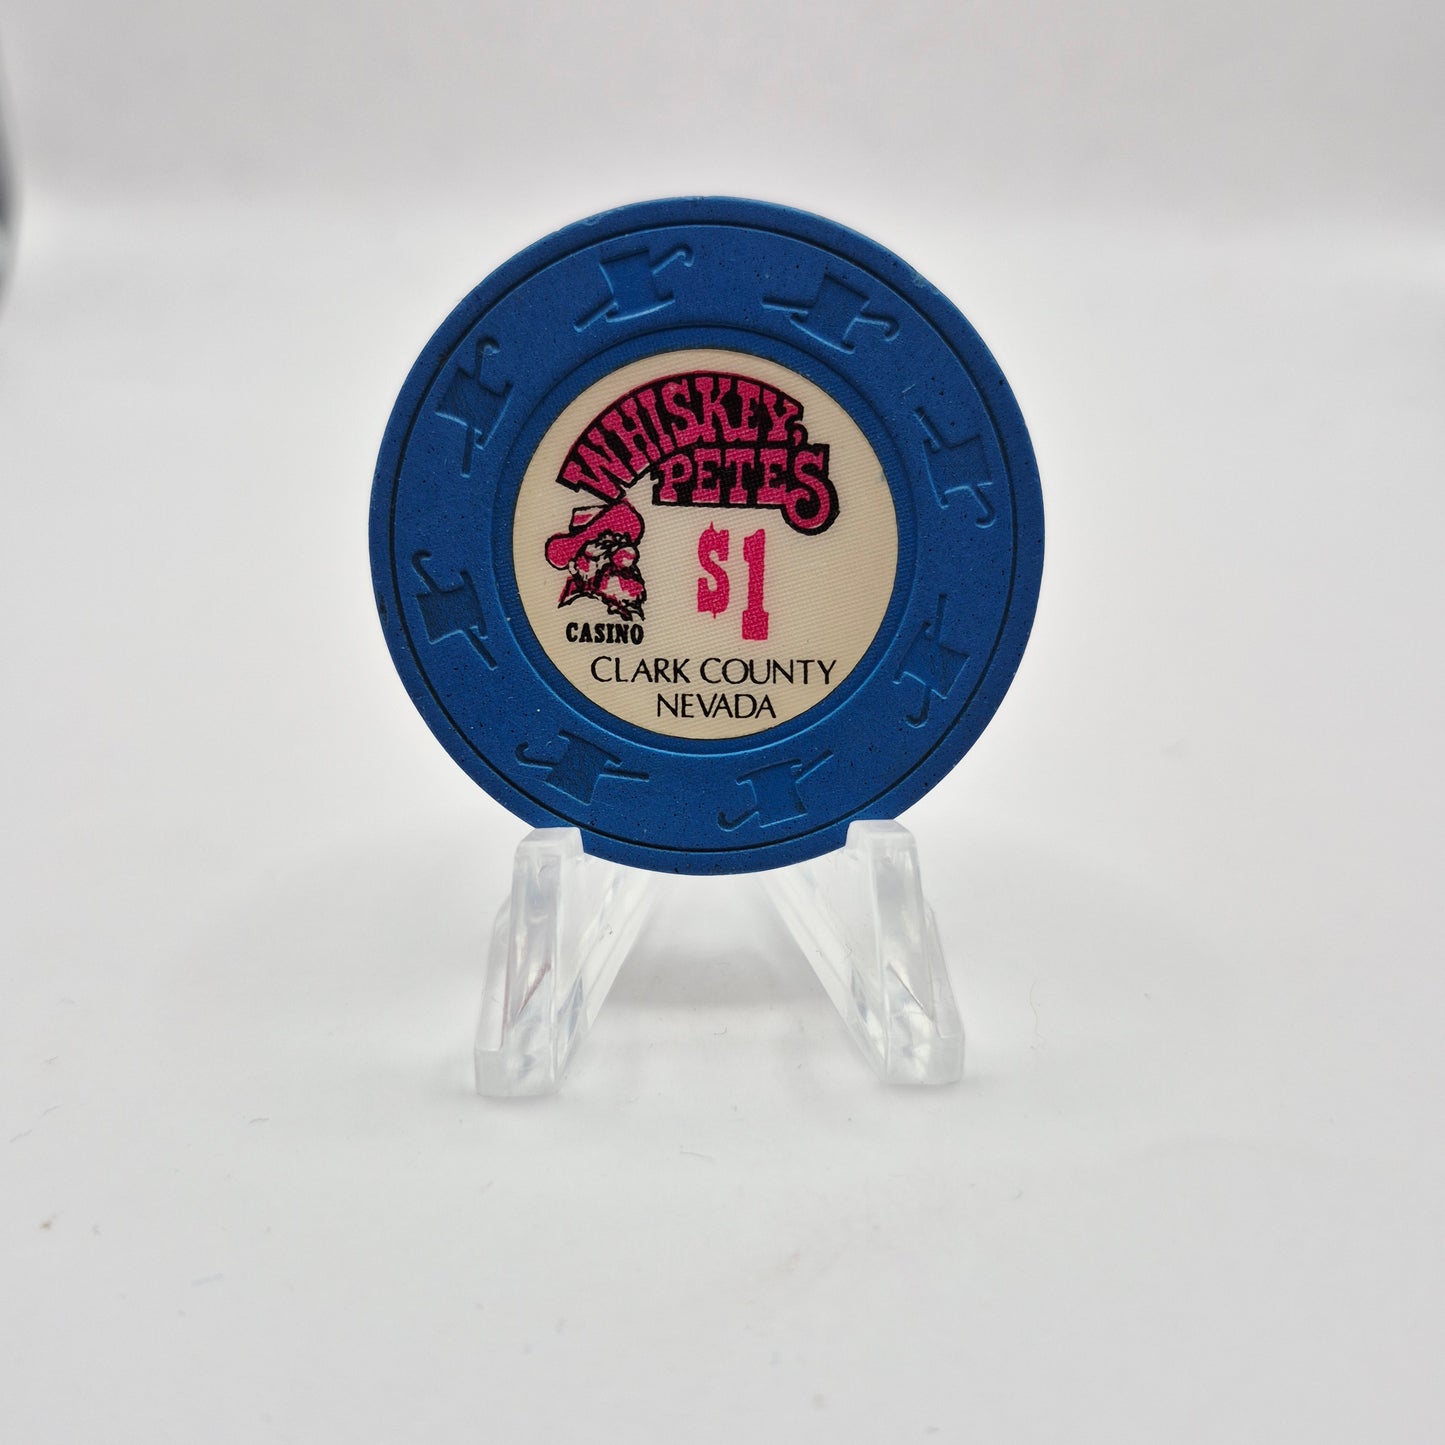 WHISKEY,
PETES
$1
CASINO
CLARK COUNTY
NEVADA